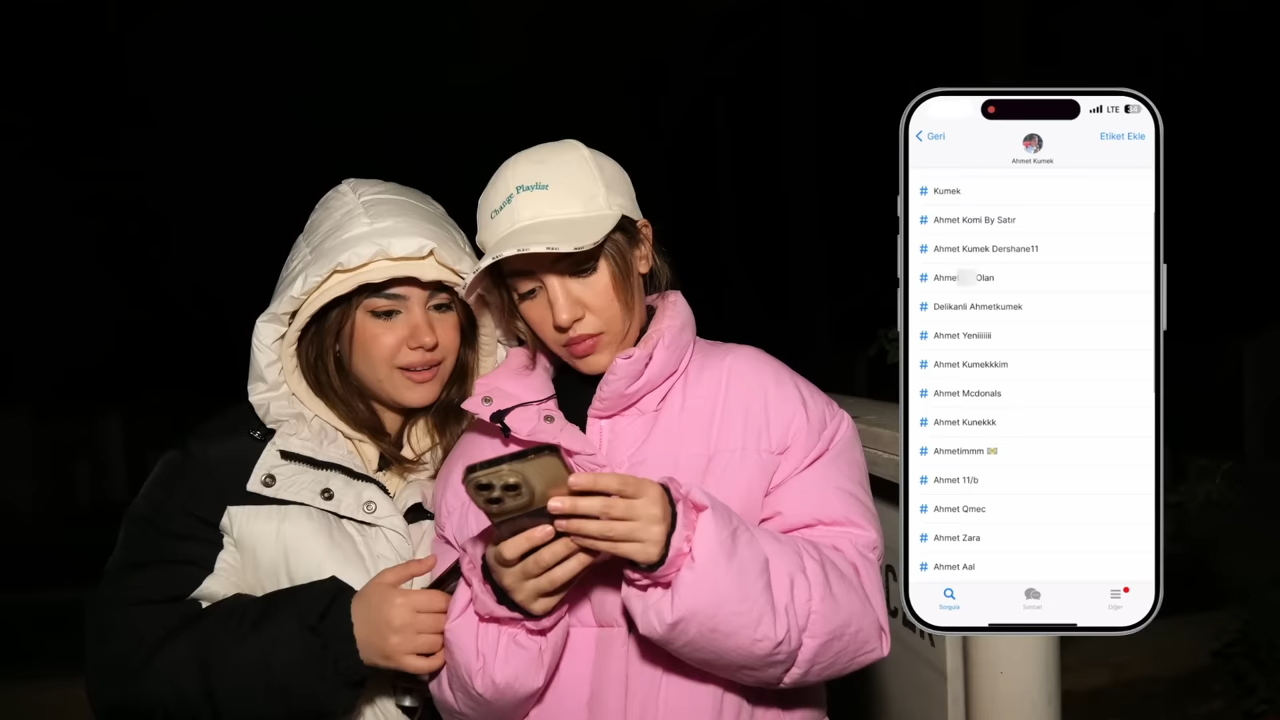 Change Playlist
LTE
Geri
Etiket Ekle
Ahmet Kumek
# Kumek
# Ahmet Komi By Satır
# Ahmet Kumek Dershane11
# Ahme Olan
# Delikanli Ahmetkumek
# Ahmet Yeniiiiiii
# Ahmet Kumekkkim
# Ahmet Mcdonals
# Ahmet Kunekkk
# Ahmetimmm 💵
# Ahmet 11/b
# Ahmet Qmec
# Ahmet Zara
# Ahmet Aal
Sorgula
Sohbet
Diğer